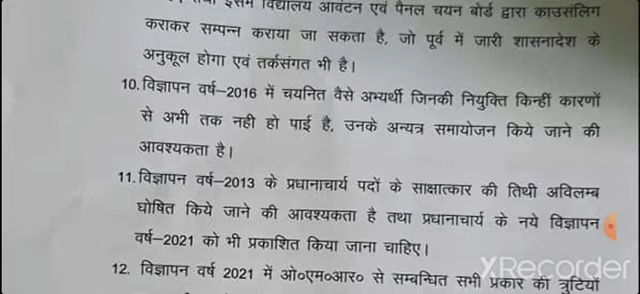 इसमें विद्यालय आवंटन एवं पैनल चयन बोर्ड द्वारा काउंसलिंग
कराकर सम्पन्न कराया जा सकता है, जो पूर्व में जारी शासनादेश के
अनुकूल होगा एवं तर्कसंगत भी है।
10. विज्ञापन वर्ष–2016 में चयनित वैसे अभ्यर्थी जिनकी नियुक्ति किन्हीं कारणों
से अभी तक नही हो पाई है, उनके अन्यत्र समायोजन किये जाने की
आवश्यकता है।
11. विज्ञापन वर्ष–2013 के प्रधानाचार्य पदों के साक्षात्कार की तिथी अविलम्ब
घोषित किये जाने की आवश्यकता है तथा प्रधानाचार्य के नये विज्ञापन
वर्ष–2021 को भी प्रकाशित किया जाना चाहिए।
12. विज्ञापन वर्ष 2021 में ओ०एम०आर० से सम्बन्धित सभी प्रकार की त्रुटियों
XRecorder